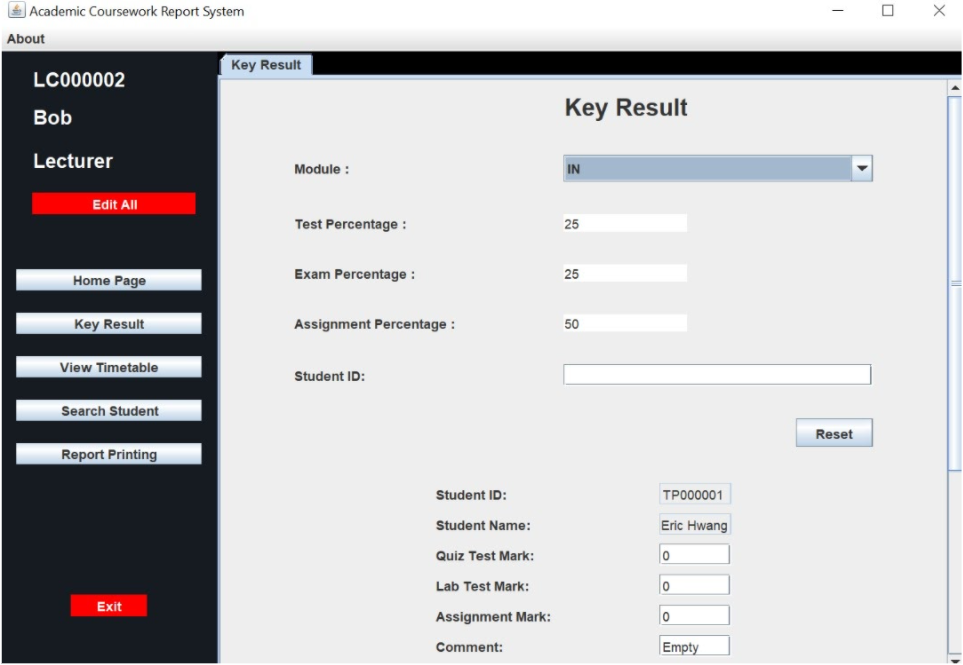 Academic Coursework Report System
About
LC000002
Bob
Lecturer
Edit All
Home Page
Key Result
View Timetable
Search Student
Report Printing
Exit
Key Result
Key Result
Module : IN
Test Percentage : 25
Exam Percentage : 25
Assignment Percentage : 50
Student ID:
Reset
Student ID: TP000001
Student Name: Eric Hwang
Quiz Test Mark: 0
Lab Test Mark: 0
Assignment Mark: 0
Comment: Empty